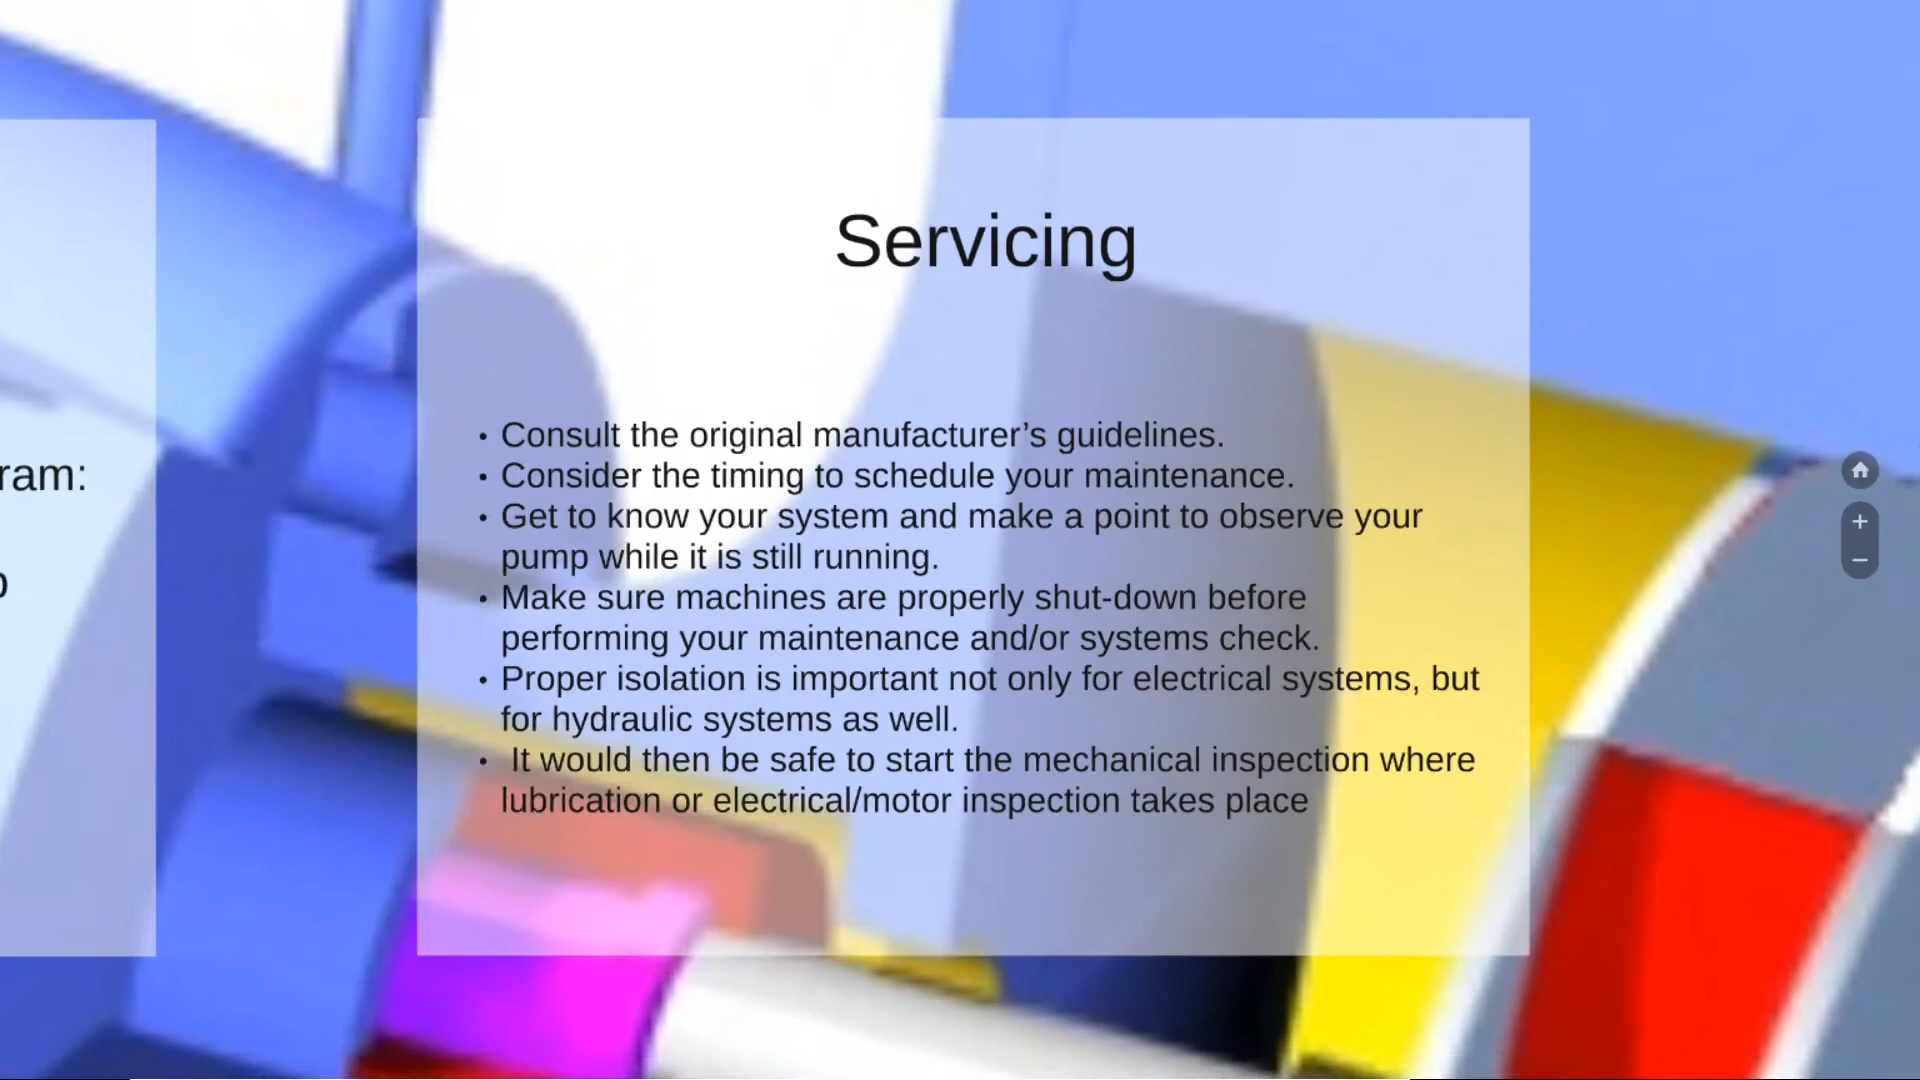 Servicing
• Consult the original manufacturer’s guidelines.
• Consider the timing to schedule your maintenance.
• Get to know your system and make a point to observe your
pump while it is still running.
• Make sure machines are properly shut-down before
performing your maintenance and/or systems check.
• Proper isolation is important not only for electrical systems, but
for hydraulic systems as well.
• It would then be safe to start the mechanical inspection where
lubrication or electrical/motor inspection takes place
ram: